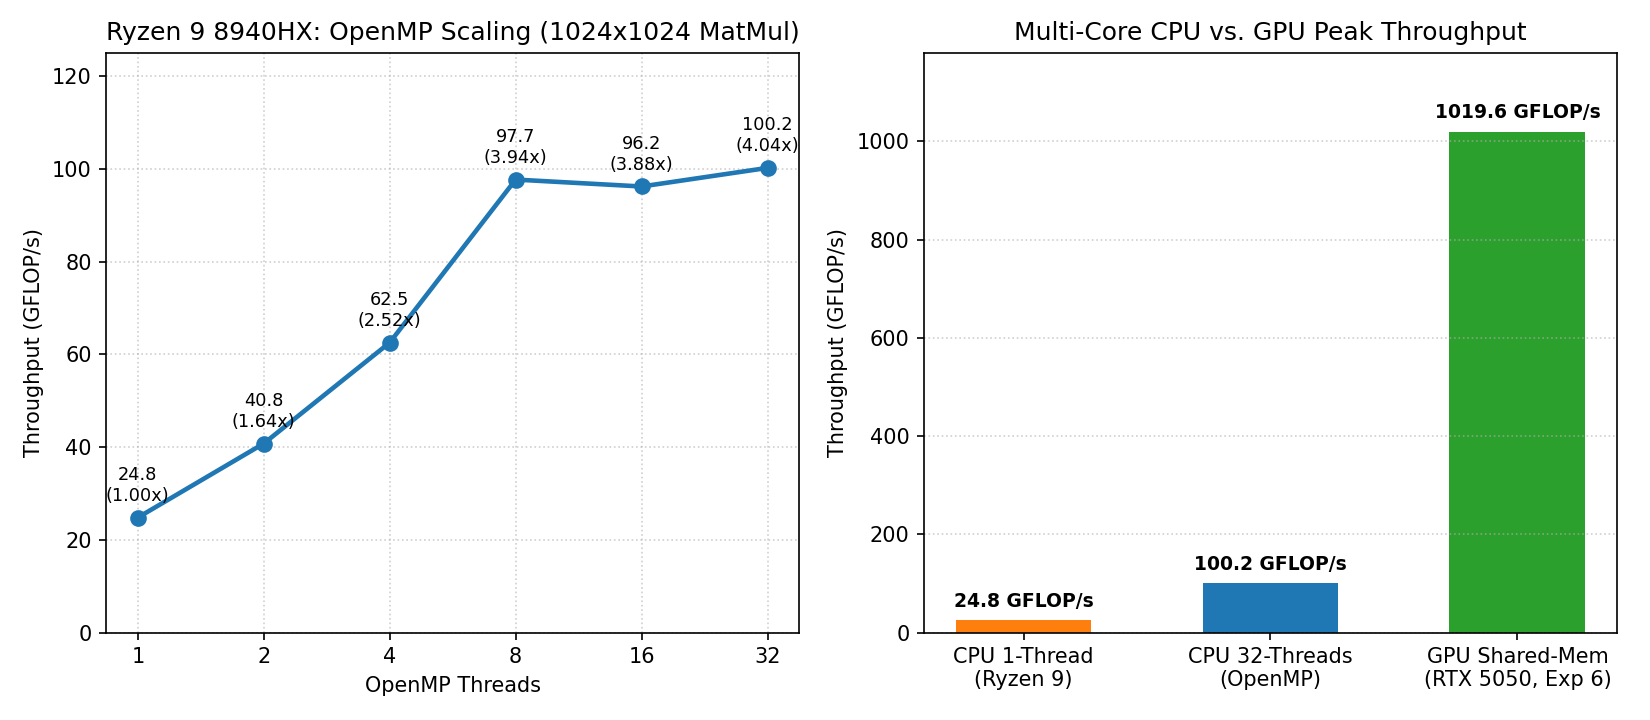 Ryzen 9 8940HX: OpenMP Scaling (1024x1024 MatMul)
Throughput (GFLOP/s)
120
100
80
60
40
20
0
24.8
(1.00x)
40.8
(1.64x)
62.5
(2.52x)
97.7
(3.94x)
96.2
(3.88x)
100.2
(4.04x)
1
2
4
8
16
32
OpenMP Threads
Multi-Core CPU vs. GPU Peak Throughput
Throughput (GFLOP/s)
1000
800
600
400
200
0
24.8 GFLOP/s
100.2 GFLOP/s
1019.6 GFLOP/s
CPU 1-Thread
(Ryzen 9)
CPU 32-Threads
(OpenMP)
GPU Shared-Mem
(RTX 5050, Exp 6)